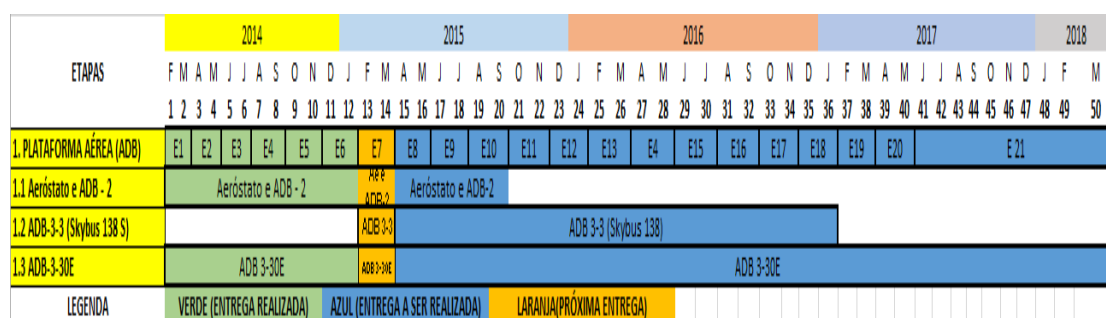 2014 2015 2016 2017 2018
ETAPAS F M A M J J A S O N D J F M A M J J A S O N D J F M A M J J A S O N D J F M A M J J A S O N D J F M
1 2 3 4 5 6 7 8 9 10 11 12 13 14 15 16 17 18 19 20 21 22 23 24 25 26 27 28 29 30 31 32 33 34 35 36 37 38 39 40 41 42 43 44 45 46 47 48 49 50
1. PLATAFORMA AÉREA (ADB) E1 E2 E3 E4 E5 E6 E7 E8 E9 E10 E11 E12 E13 E4 E15 E16 E17 E18 E19 E20 E 21
1.1 Aeróstato e ADB - 2 Aeróstato e ADB - 2 Ae e ADB-2 Aeróstato e ADB-2
1.2 ADB-3-3 (Skybus 138 S) ADB 3-3 ADB 3-3 (Skybus 138)
1.3 ADB-3-30E ADB 3-30E ADB 3-30E ADB 3-30E
LEGENDA VERDE (ENTREGA REALIZADA) AZUL (ENTREGA A SER REALIZADA) LARANJA(PRÓXIMA ENTREGA)